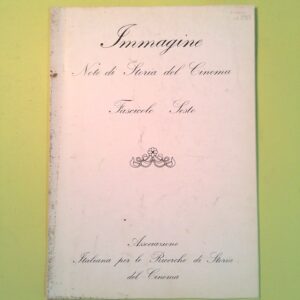 Immagine
Note di Storia del Cinema
Fascicolo Sesto
Associazione
Italiana per le Ricerche di Storia
del Cinema